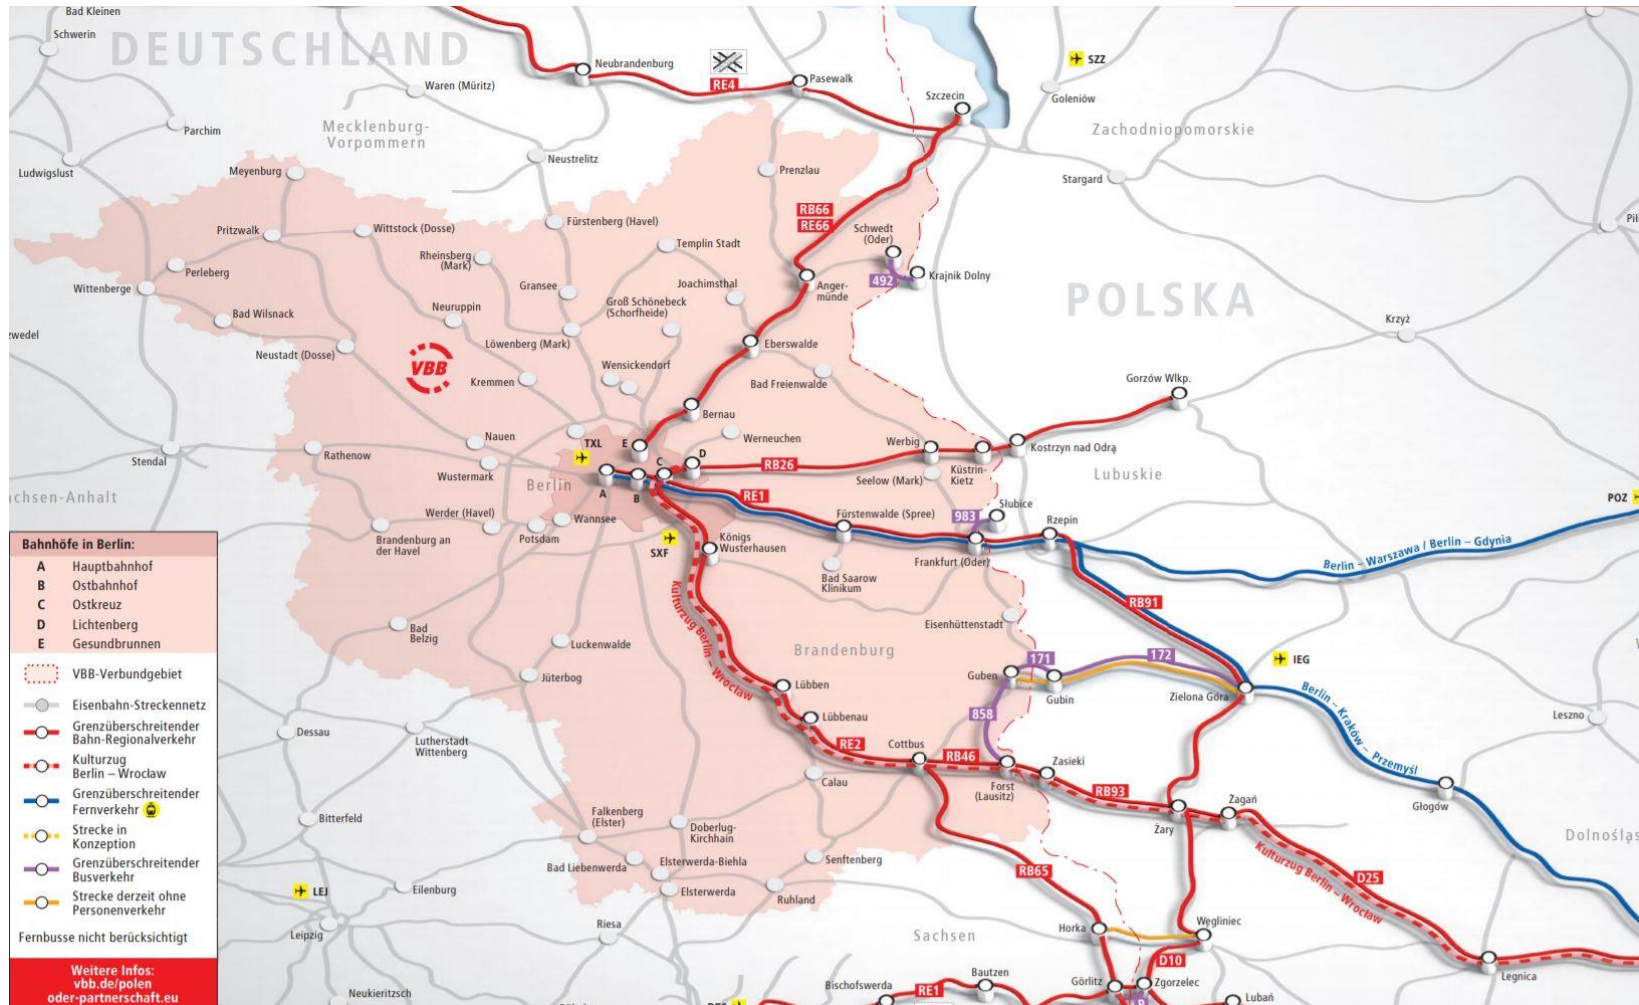 Bad Kleinen
Schwerin
DEUTSCHLAND
Neubrandenburg
RE4
Pasewalk
SZZ
Goleniów
Waren (Müritz)
Szczecin
Parchim
Mecklenburg-
Vorpommern
Zachodniopomorskie
Ludwigslust
Neustrelitz
Meyenburg
Prenzlau
Stargard
RB66
RE66
Pritzwalk
Wittstock (Dosse)
Fürstenberg (Havel)
Schwedt
(Oder)
Templin Stadt
Rheinsberg
(Mark)
Perleberg
Krajnik Dolny
492
Wittenberge
Gransee
Joachimsthal
Anger-
münde
POLSKA
Groß Schönebeck
(Schorfheide)
Bad Wilsnack
Neuruppin
Krzyż
zwedel
Löwenberg (Mark)
Eberswalde
Neustadt (Dosse)
VBB
Wensickendorf
Kremmen
Bad Freienwalde
Gorzów Wlkp.
Bernau
Nauen
TXL
E
Werneuchen
Werbig
Kostrzyn nad Odrą
Stendal
Rathenow
C
D
RB26
Küstrin-
Kietz
Lubuskie
Wustermark
Berlin
A
B
Seelow (Mark)
achsen-Anhalt
RE1
POZ
Słubice
983
Werder (Havel)
Wannsee
Fürstenwalde (Spree)
Rzepin
Brandenburg an
der Havel
Potsdam
SXF
Königs
Wusterhausen
Frankfurt (Oder)
Berlin – Warszawa / Berlin – Gdynia
Bad Saarow
Klinikum
Kulturzug Berlin – Wrocław
RB91
Bad
Belzig
Eisenhüttenstadt
Luckenwalde
Brandenburg
171
172
IEG
Jüterbog
Guben
Gubin
Zielona Góra
Lübben
Berlin – Kraków – Przemyśl
858
Lübbenau
Leszno
Dessau
Lutherstadt
Wittenberg
RE2
Cottbus
RB46
Zasieki
Calau
Forst
(Lausitz)
RB93
Głogów
Żagań
Żary
Bitterfeld
Falkenberg
(Elster)
Doberlug-
Kirchhain
Dolnoślą
Bad Liebenwerda
Elsterwerda-Biehla
Senftenberg
Kulturzug Berlin – Wrocław
RB65
D25
LEJ
Eilenburg
Elsterwerda
Ruhland
Leipzig
Riesa
Sachsen
Horka
Węgliniec
D10
Legnica
Bautzen
Bischofswerda
RE1
Görlitz
Zgorzelec
Lubań
Neukieritzsch
Bahnhöfe in Berlin:
A Hauptbahnhof
B Ostbahnhof
C Ostkreuz
D Lichtenberg
E Gesundbrunnen
VBB-Verbundgebiet
Eisenbahn-Streckennetz
Grenzüberschreitender
Bahn-Regionalverkehr
Kulturzug
Berlin – Wrocław
Grenzüberschreitender
Fernverkehr
Strecke in
Konzeption
Grenzüberschreitender
Busverkehr
Strecke derzeit ohne
Personenverkehr
Fernbusse nicht berücksichtigt
Weitere Infos:
vbb.de/polen
oder-partnerschaft.eu